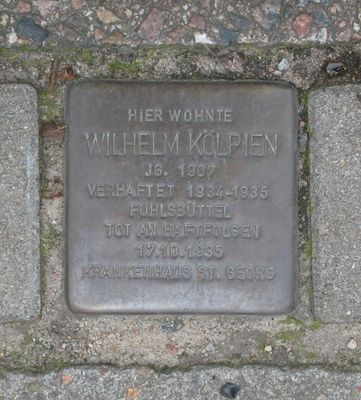 HIER WOHNTE
WILHELM KÖLPIEN
JG. 1907
VERHAFTET 1934-1935
FUHLSBÜTTEL
TOT AN HAFTFOLGEN
17.10.1935
KRANKENHAUS ST. GEORG